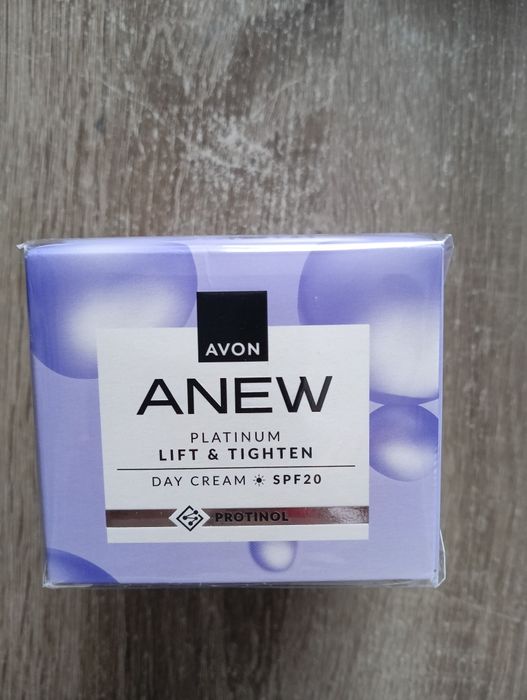 AVON
ANEW
PLATINUM
LIFT & TIGHTEN
DAY CREAM SPF20
PROTINOL